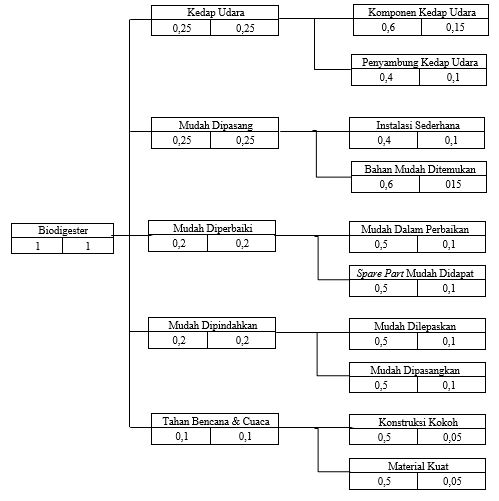 Kedap Udara
0,25 0,25
Komponen Kedap Udara
0,6 0,15
Penyambung Kedap Udara
0,4 0,1
Mudah Dipasang
0,25 0,25
Instalasi Sederhana
0,4 0,1
Bahan Mudah Ditemukan
0,6 015
Biodigester
1 1
Mudah Diperbaiki
0,2 0,2
Mudah Dalam Perbaikan
0,5 0,1
Spare Part Mudah Didapat
0,5 0,1
Mudah Dipindahkan
0,2 0,2
Mudah Dilepaskan
0,5 0,1
Mudah Dipasangkan
0,5 0,1
Tahan Bencana & Cuaca
0,1 0,1
Konstruksi Kokoh
0,5 0,05
Material Kuat
0,5 0,05